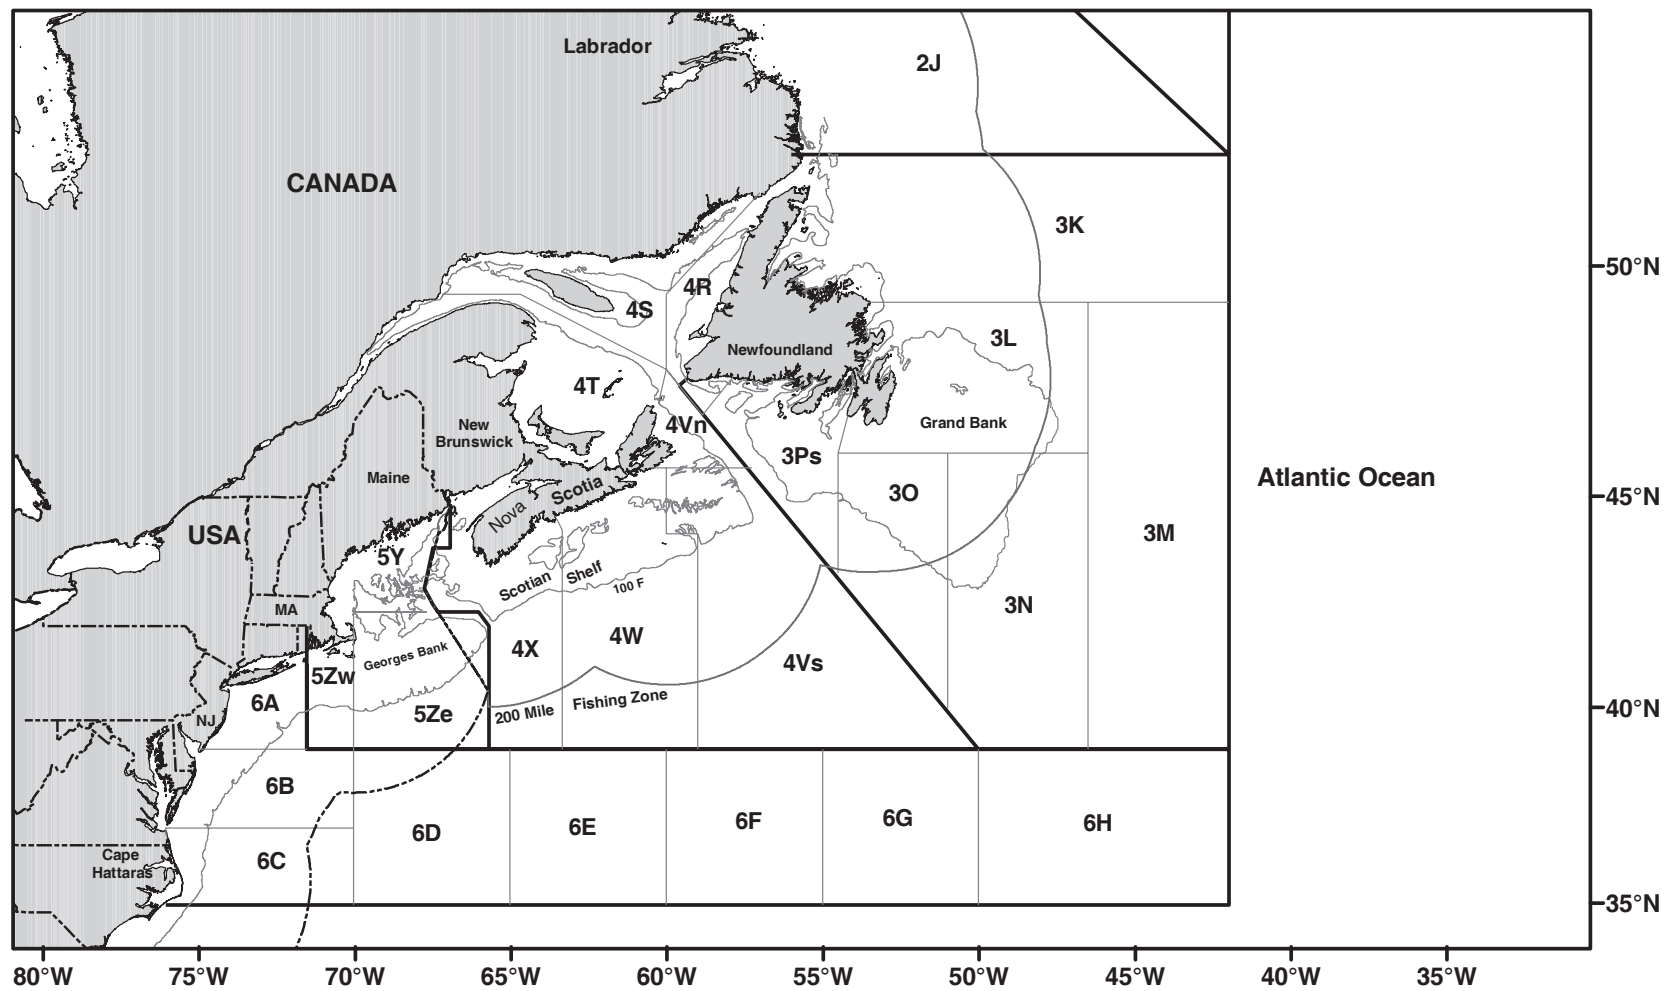 Labrador
2J
CANADA
3K
50°N
4R
4S
3L
Newfoundland
4T
Grand Bank
New
Brunswick
4Vn
3Ps
Maine
Atlantic Ocean
3O
Nova
Scotia
45°N
USA
3M
5Y
Scotian
Shelf
100 F
MA
3N
4X
4W
Georges Bank
4Vs
5Zw
6A
5Ze
200 Mile
Fishing Zone
40°N
NJ
6B
6D
6E
6F
6G
6H
Cape
Hattaras
6C
35°N
80°W
75°W
70°W
65°W
60°W
55°W
50°W
45°W
40°W
35°W